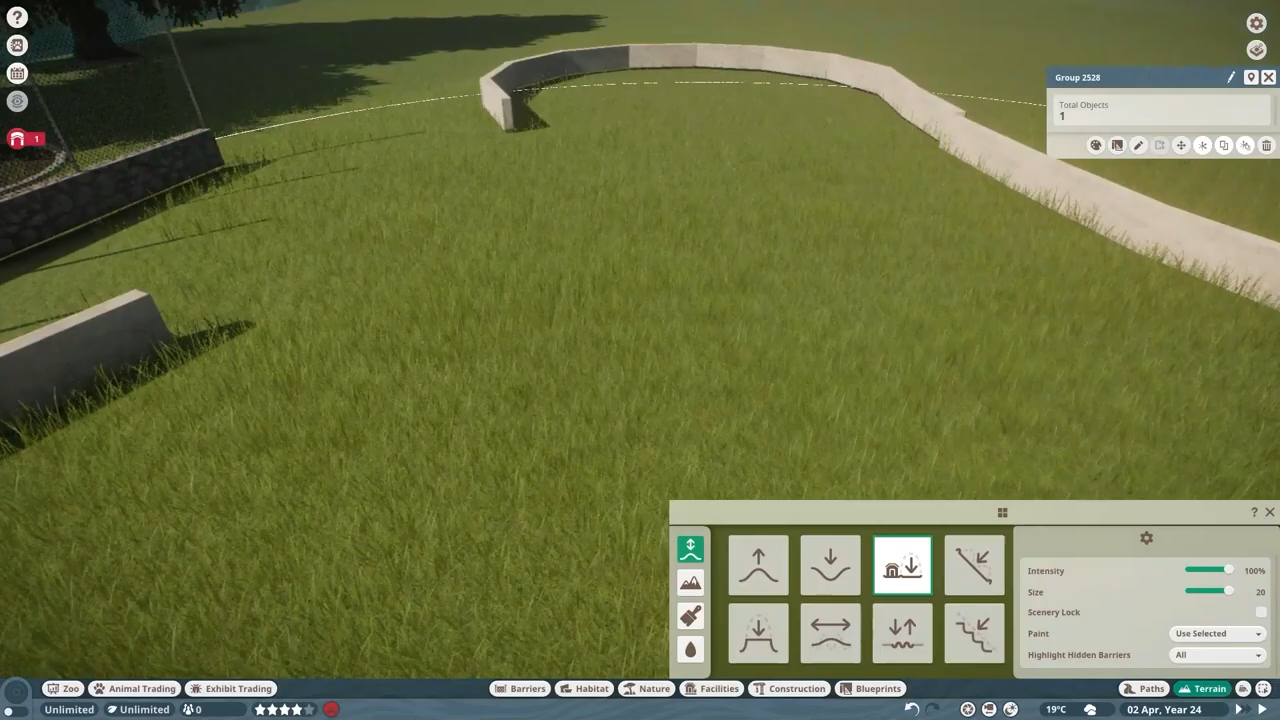 ?
1
Group 2528
Total Objects
1
?
Intensity 100%
Size 20
Scenery Lock
Paint Use Selected
Highlight Hidden Barriers All
Zoo Animal Trading Exhibit Trading Barriers Habitat Nature Facilities Construction Blueprints Paths Terrain
Unlimited Unlimited 0 19°C 02 Apr, Year 24